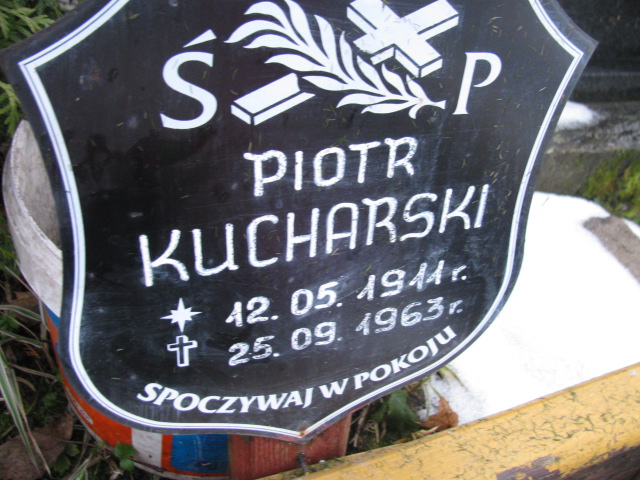 Ś P
PIOTR
KUCHARSKI
12. 05. 1911 r.
25. 09. 1963 r.
SPOCZYWAJ W POKOJU